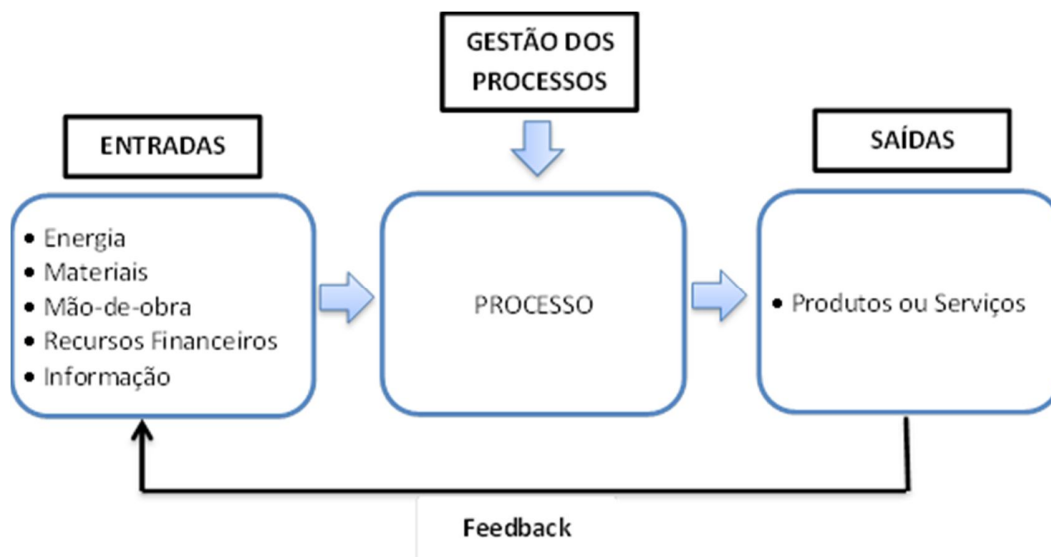 GESTÃO DOS
PROCESSOS
ENTRADAS
SAÍDAS
• Energia
• Materiais
• Mão-de-obra
• Recursos Financeiros
• Informação
PROCESSO
• Produtos ou Serviços
Feedback